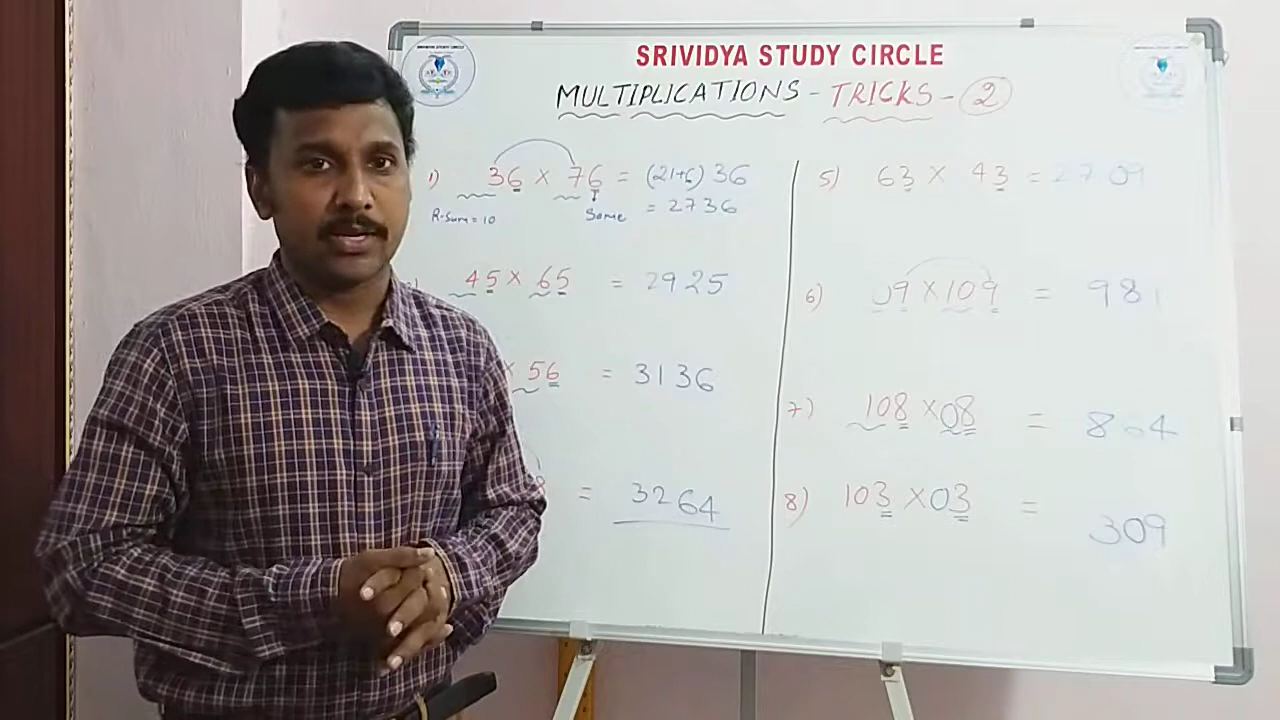 SRIVIDYA STUDY CIRCLE
MULTIPLICATIONS - TRICKS - 2
1) 36 × 76 = (21+6) 36
R-Sum = 10 Same = 2736
45 × 65 = 2925
× 56 = 3136
8 = 3264
5) 63 × 43 = 2709
6) 09 × 109 = 981
7) 108 × 08 = 864
8) 103 × 03 = 309